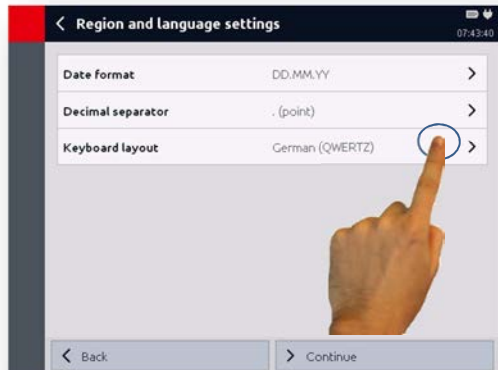 Region and language settings
07:43:40
Date format DD.MM.YY
Decimal separator . (point)
Keyboard layout German (QWERTZ)
Back
Continue